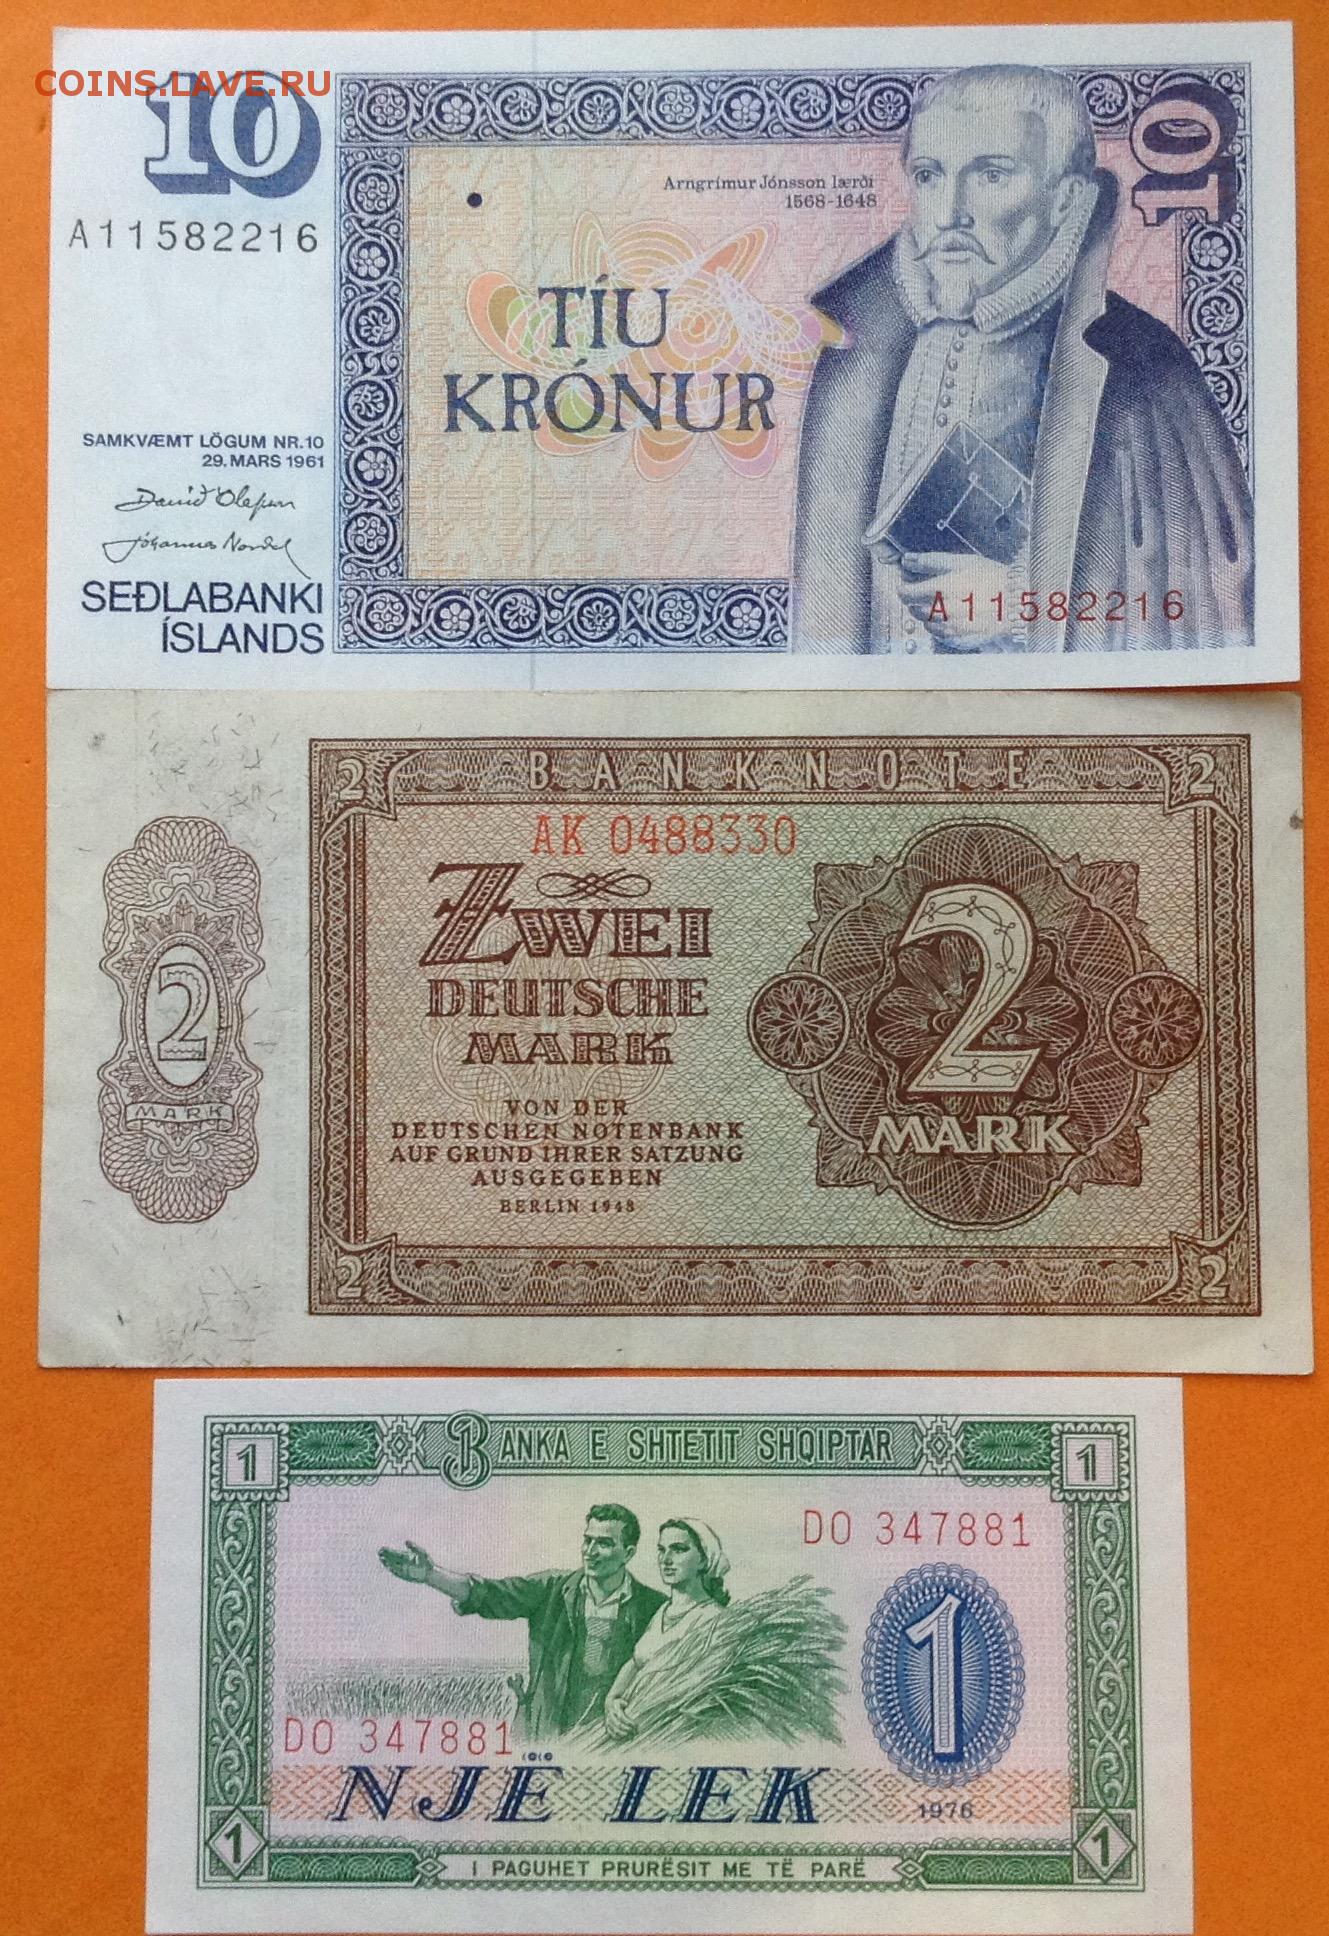 COINS.LAVE.RU
10
A11582216
Arngrímur Jónsson lærði
1568-1648
10
TÍU
KRÓNUR
SAMKVÆMT LÖGUM NR.10
29. MARS 1961
SEÐLABANKI
ÍSLANDS
A11582216
BANKNOTE
2
2
AK 0488330
ZWEI
DEUTSCHE
MARK
2
MARK
2
MARK
VON DER
DEUTSCHEN NOTENBANK
AUF GRUND IHRER SATZUNG
AUSGEGEBEN
BERLIN 1948
2
2
BANKA E SHTETIT SHQIPTAR
1
1
DO 347881
1
DO 347881
NJË LEK
1976
1
1
I PAGUHET PRURËSIT ME TË PARË